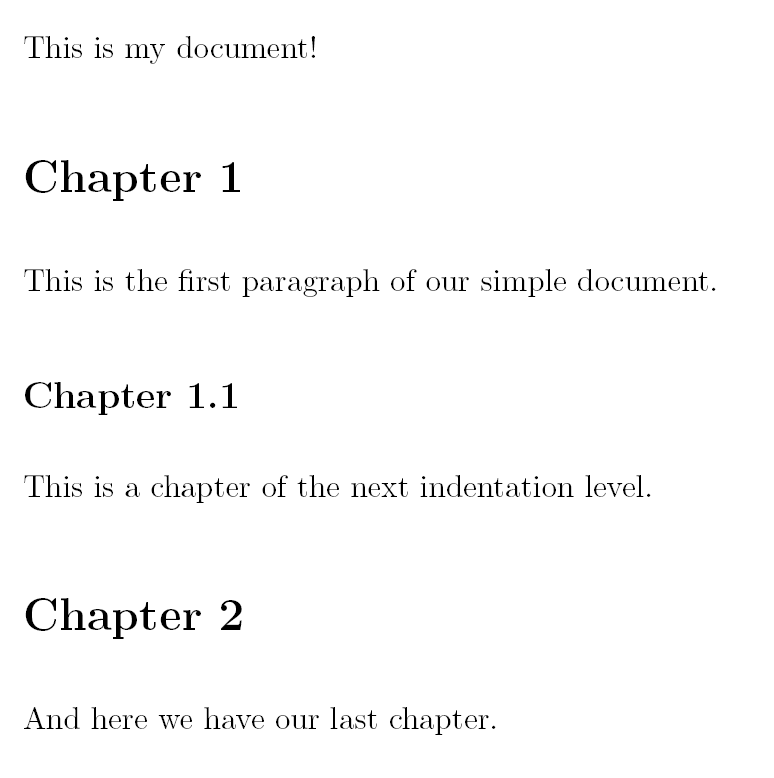 This is my document!
Chapter 1
This is the first paragraph of our simple document.
Chapter 1.1
This is a chapter of the next indentation level.
Chapter 2
And here we have our last chapter.